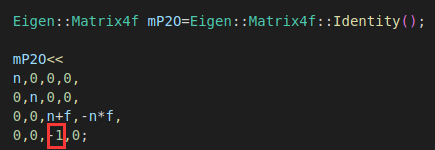 Eigen::Matrix4f mP2O=Eigen::Matrix4f::Identity();
mP2O<<
n,0,0,0,
0,n,0,0,
0,0,n+f,-n*f,
0,0,-1,0;